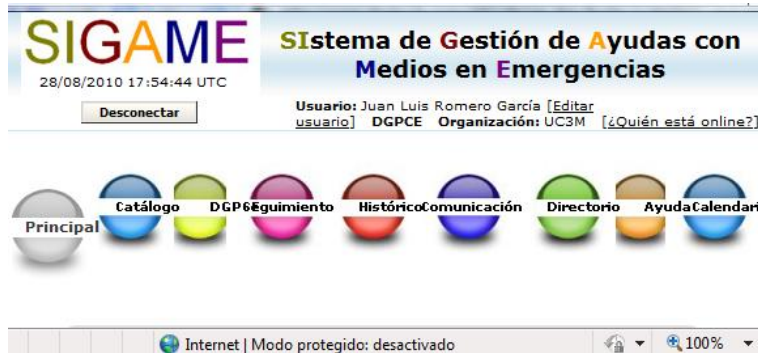 SIGAME
SIstema de Gestión de Ayudas con
Medios en Emergencias
28/08/2010 17:54:44 UTC
Desconectar
Usuario: Juan Luis Romero García [Editar
usuario] DGPCE Organización: UC3M [¿Quién está online?]
Principal
Catálogo
Seguimiento
Histórico
Comunicación
Directorio
Ayuda
Calendari
Internet | Modo protegido: desactivado
100%